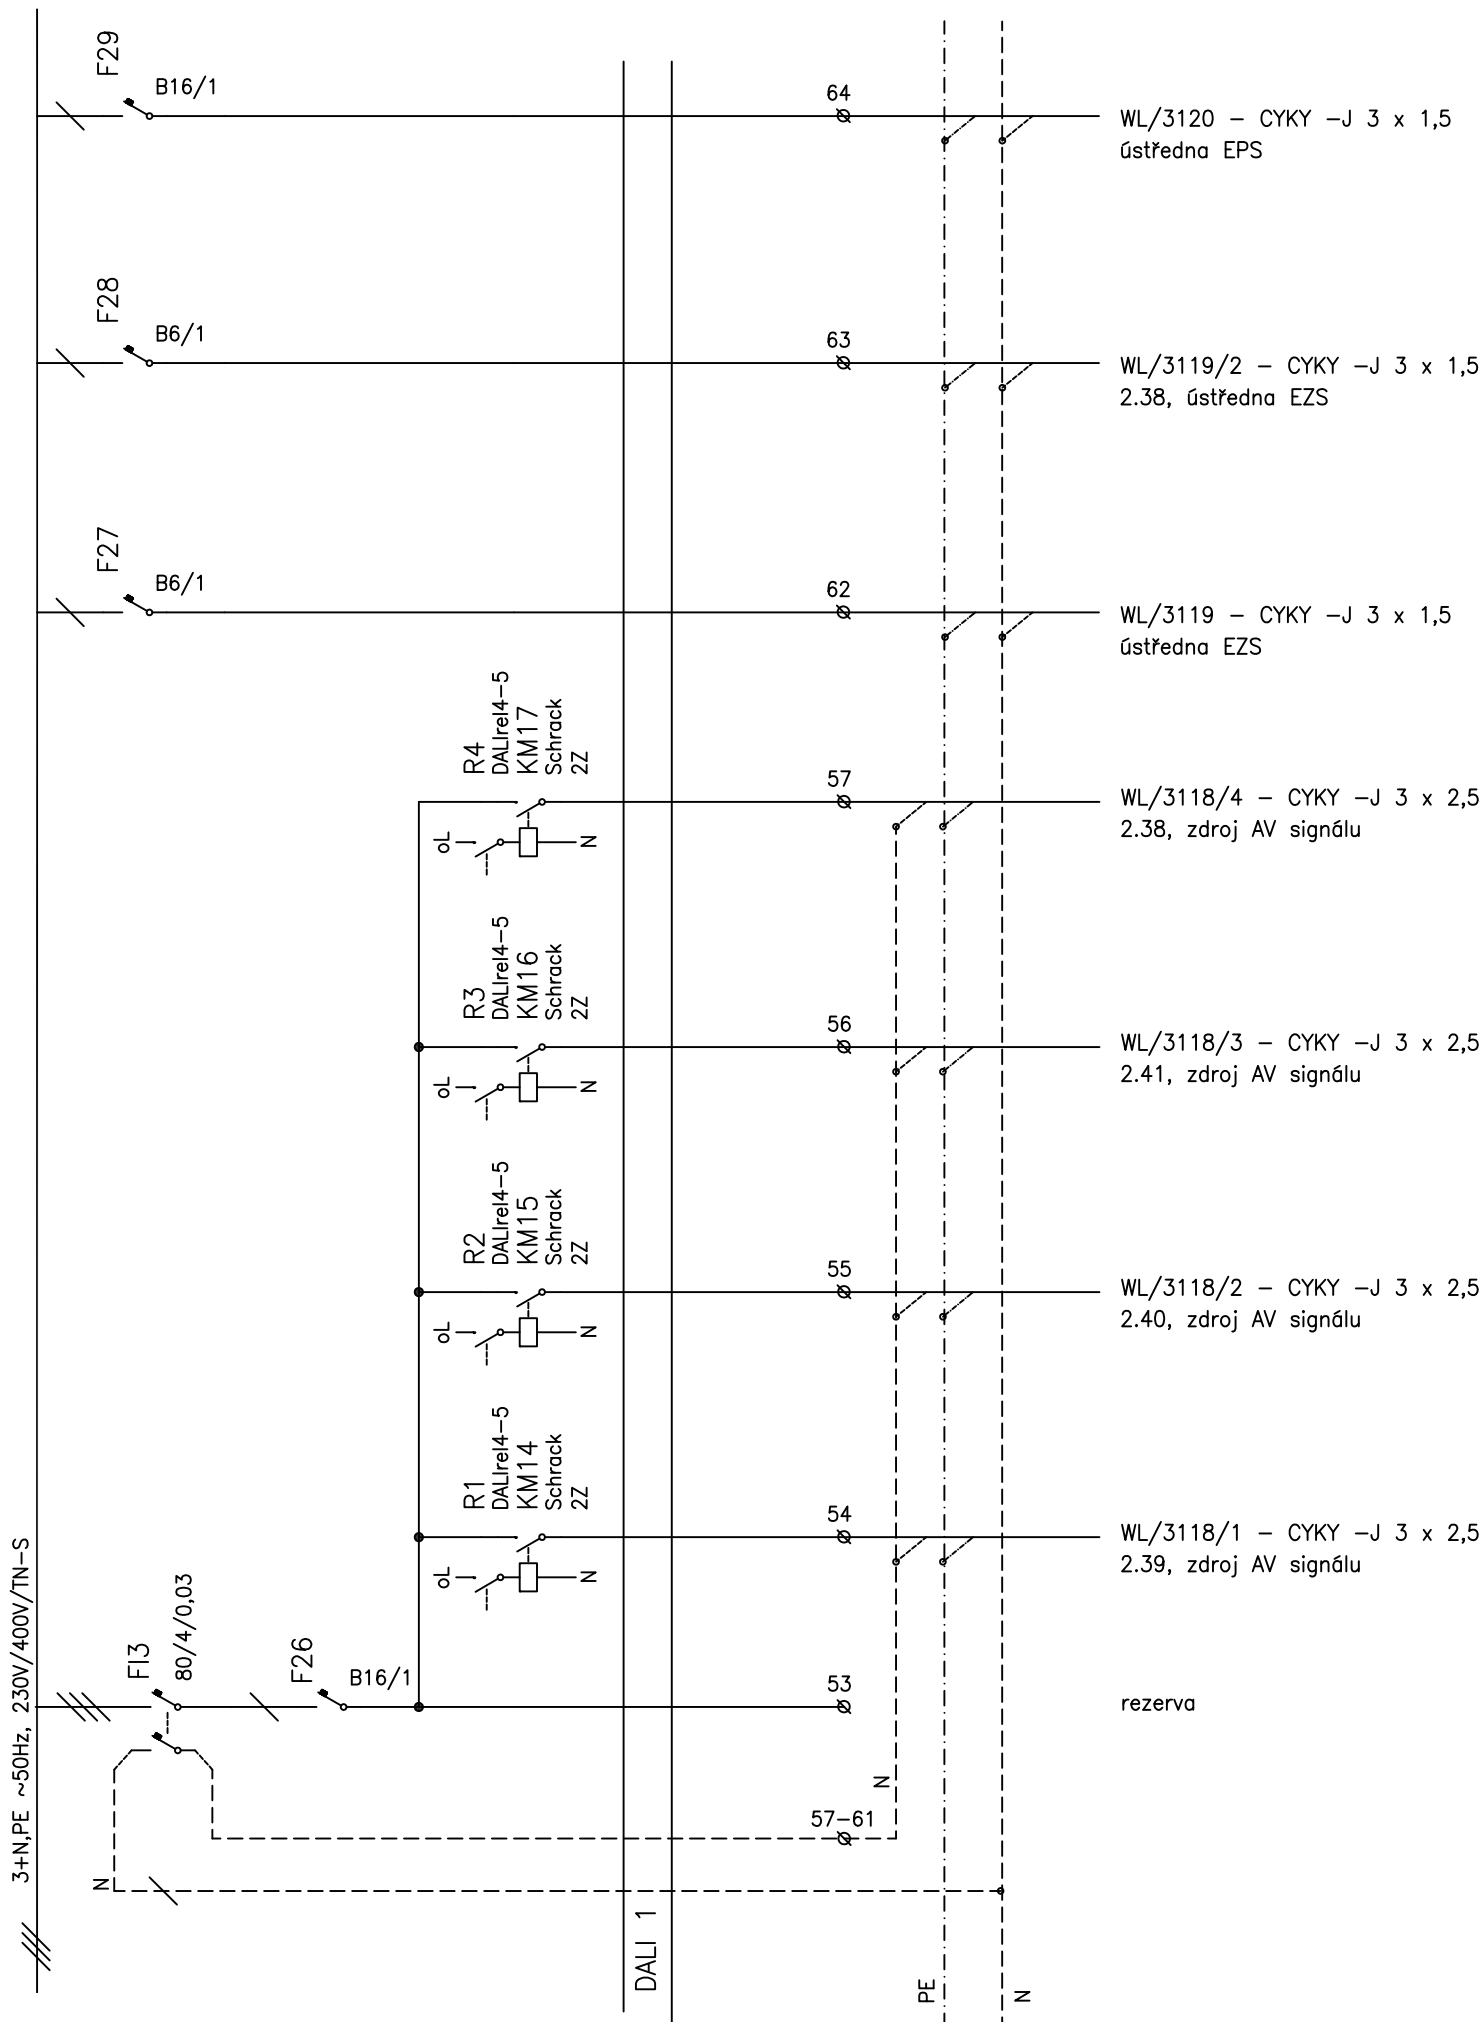 F29
B16/1
64
WL/3120 - CYKY -J 3 x 1,5
ústředna EPS
F28
B6/1
63
WL/3119/2 - CYKY -J 3 x 1,5
2.38, ústředna EZS
F27
B6/1
62
WL/3119 - CYKY -J 3 x 1,5
ústředna EZS
R4
DALIrel4-5
KM17
Schrack
2Z
oL
N
57
WL/3118/4 - CYKY -J 3 x 2,5
2.38, zdroj AV signálu
R3
DALIrel4-5
KM16
Schrack
2Z
oL
N
56
WL/3118/3 - CYKY -J 3 x 2,5
2.41, zdroj AV signálu
R2
DALIrel4-5
KM15
Schrack
2Z
oL
N
55
WL/3118/2 - CYKY -J 3 x 2,5
2.40, zdroj AV signálu
R1
DALIrel4-5
KM14
Schrack
2Z
oL
N
54
WL/3118/1 - CYKY -J 3 x 2,5
2.39, zdroj AV signálu
3+N,PE ~50Hz, 230V/400V/TN-S
FI3
80/4/0,03
F26
B16/1
53
rezerva
N
57-61
N
DALI 1
PE
N